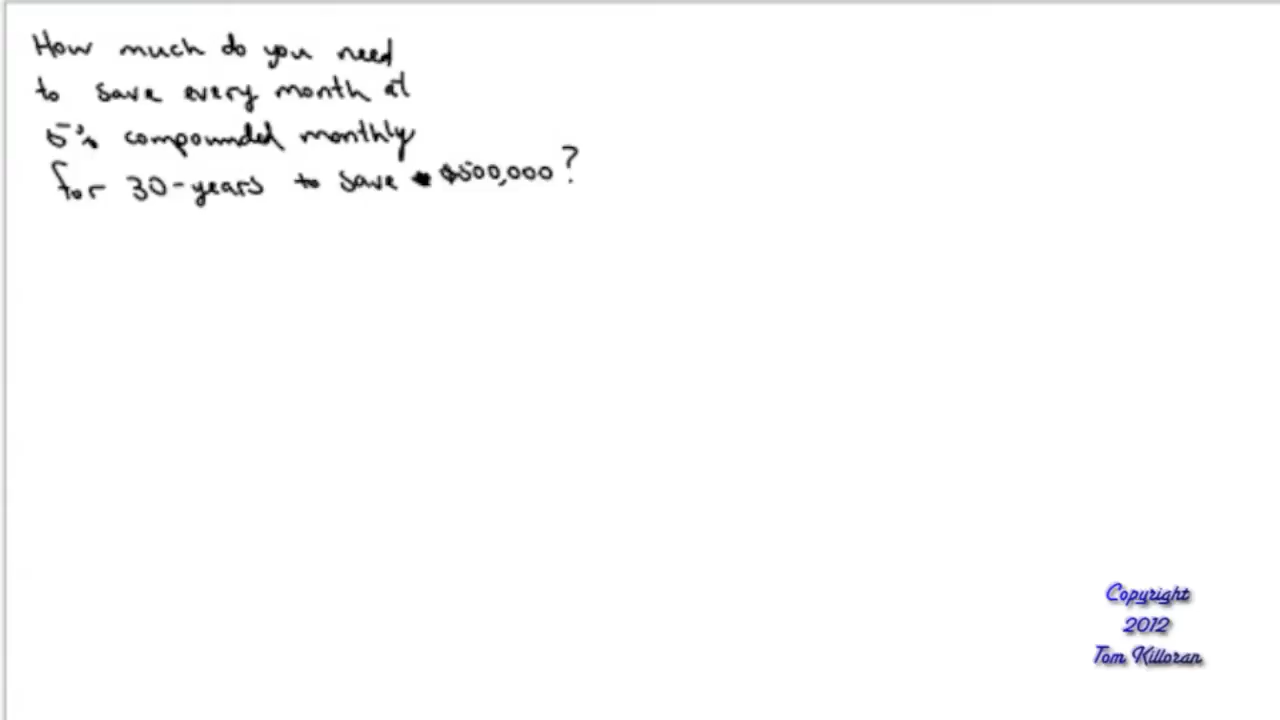 How much do you need
to save every month at
5% compounded monthly
for 30-years to save $500,000?
Copyright
2012
Tom Killoran